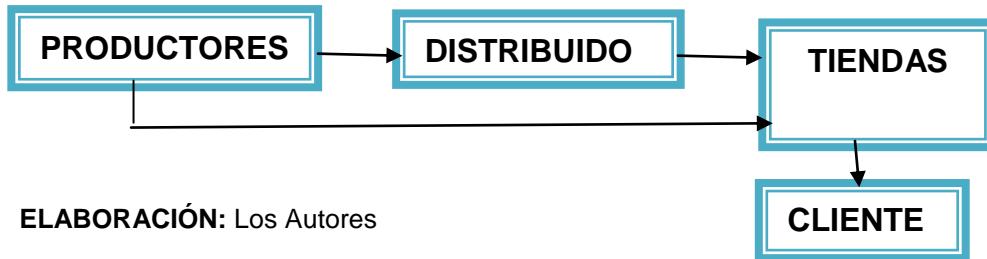 PRODUCTORES
DISTRIBUIDO
TIENDAS
CLIENTE
ELABORACIÓN: Los Autores